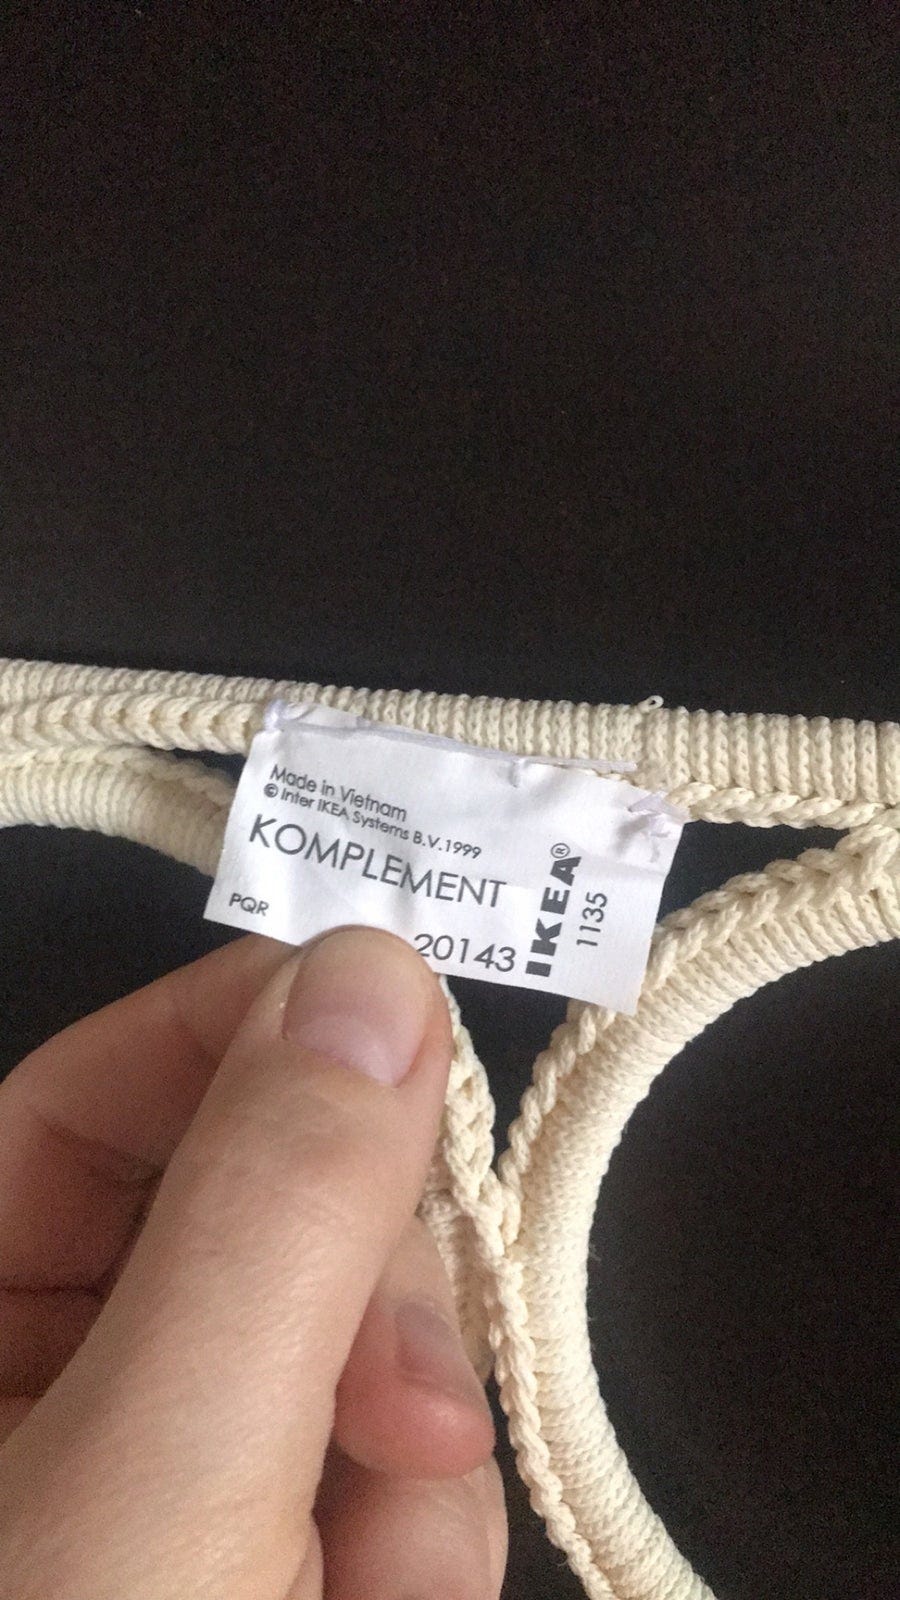 Made in Vietnam
© Inter IKEA Systems B.V. 1999
KOMPLEMENT
PQR
20143
IKEA®
1135